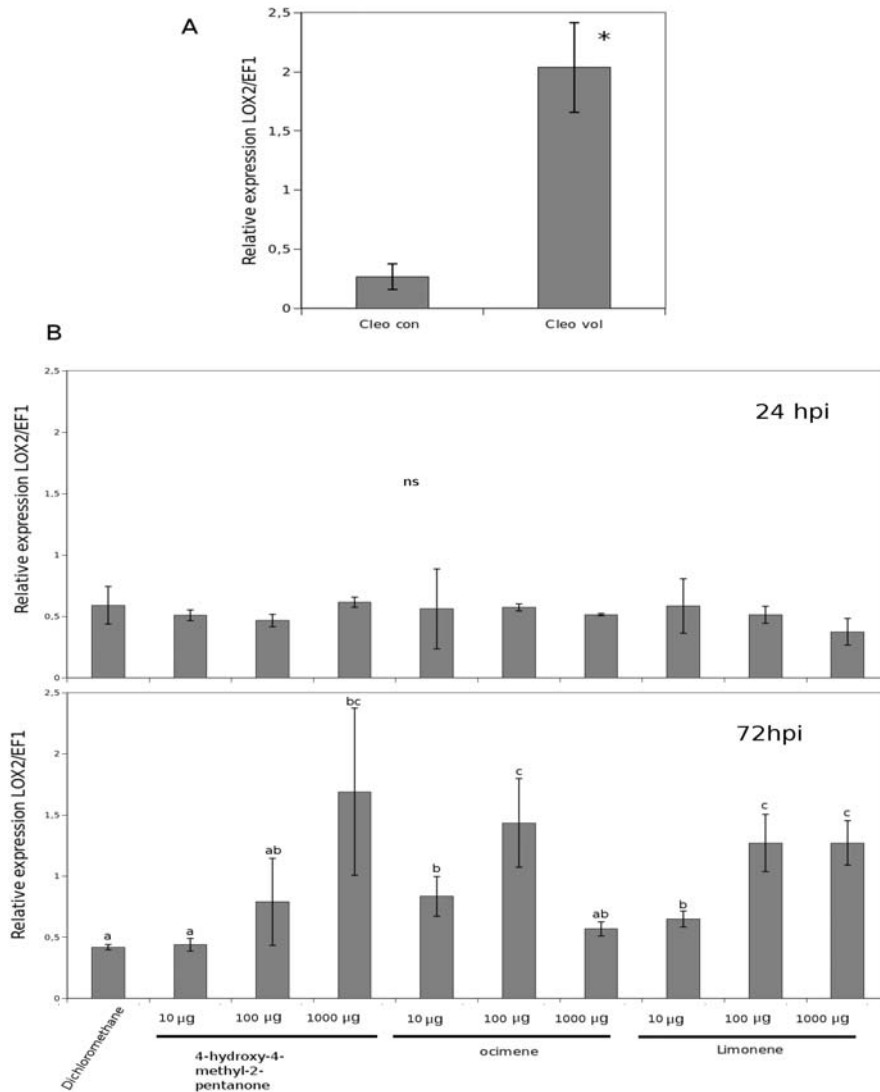 A
Relative expression LOX2/EF1
2,5
2
1,5
1
0,5
0
*
Cleo con
Cleo vol
B
Relative expression LOX2/EF1
2,5
2
1,5
1
0,5
0
24 hpi
ns
Relative expression LOX2/EF1
2,5
2
1,5
1
0,5
0
72hpi
a
a
ab
bc
b
c
ab
b
c
c
Dichloromethane
10 µg
100 µg
1000 µg
10 µg
100 µg
1000 µg
10 µg
100 µg
1000 µg
4-hydroxy-4-
methyl-2-
pentanone
ocimene
Limonene